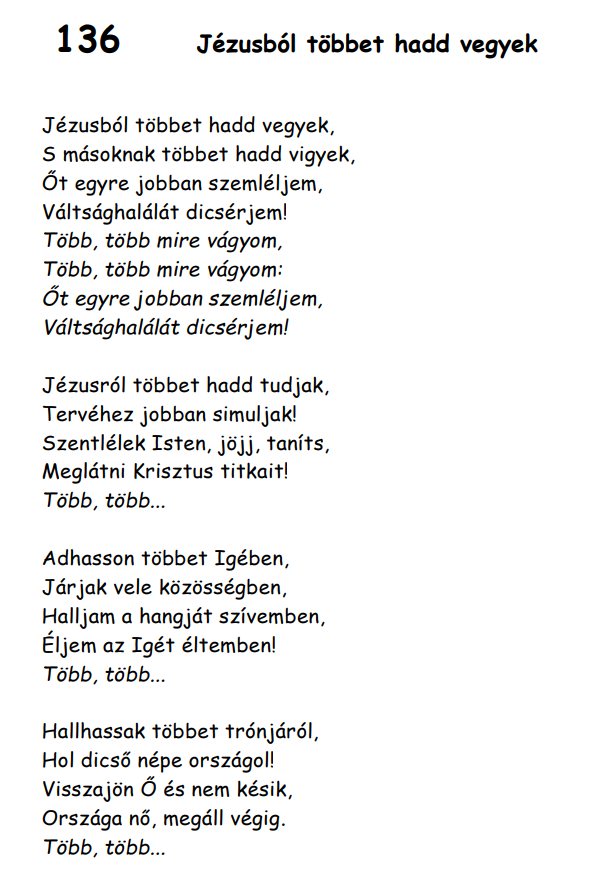 136 Jézusból többet hadd vegyek
Jézusból többet hadd vegyek,
S másoknak többet hadd vigyek,
Őt egyre jobban szemléljem,
Váltsághalálát dicsérjem!
Több, több mire vágyom,
Több, több mire vágyom:
Őt egyre jobban szemléljem,
Váltsághalálát dicsérjem!
Jézusról többet hadd tudjak,
Tervéhez jobban simuljak!
Szentlélek Isten, jöjj, taníts,
Meglátni Krisztus titkait!
Több, több...
Adhasson többet Igében,
Járjak vele közösségben,
Halljam a hangját szívemben,
Éljem az Igét éltemben!
Több, több...
Hallhassak többet trónjáról,
Hol dicső népe országol!
Visszajön Ő és nem késik,
Országa nő, megáll végig.
Több, több...